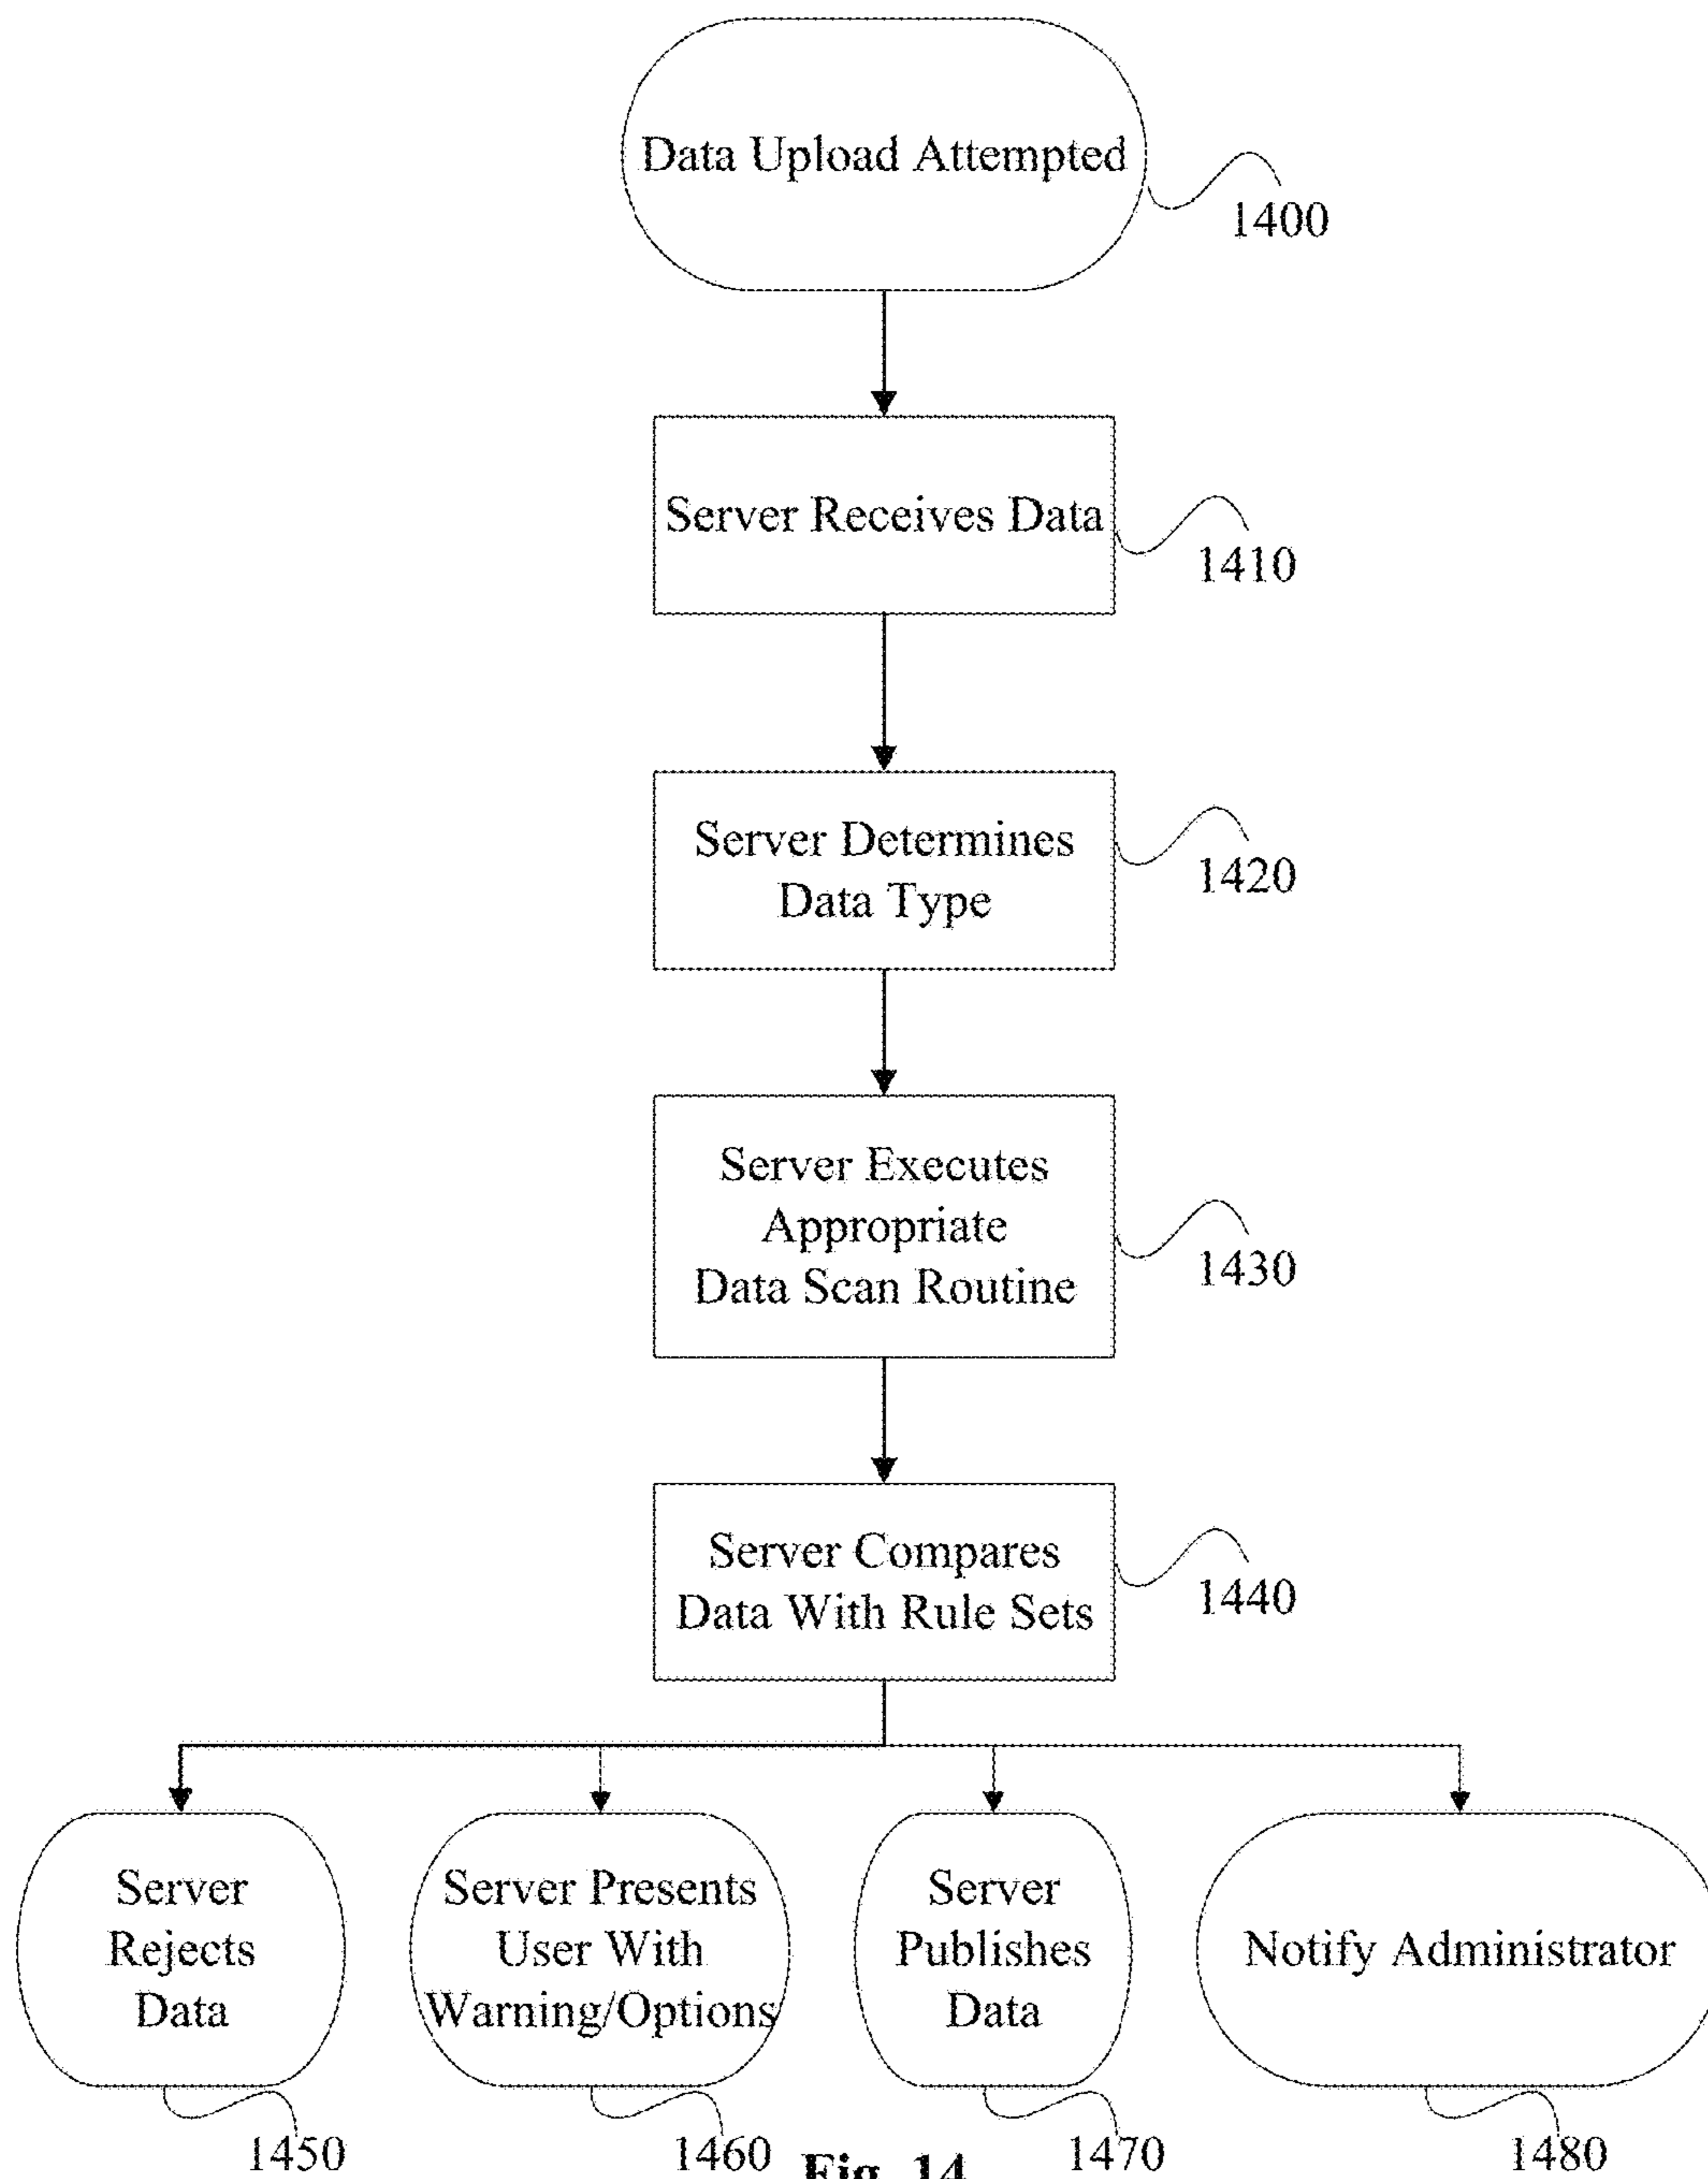 Data Upload Attempted
1400
Server Receives Data
1410
Server Determines
Data Type
1420
Server Executes
Appropriate
Data Scan Routine
1430
Server Compares
Data With Rule Sets
1440
Server
Rejects
Data
Server Presents
User With
Warning/Options
Server
Publishes
Data
Notify Administrator
1450
1460
1470
1480
Fig. 14